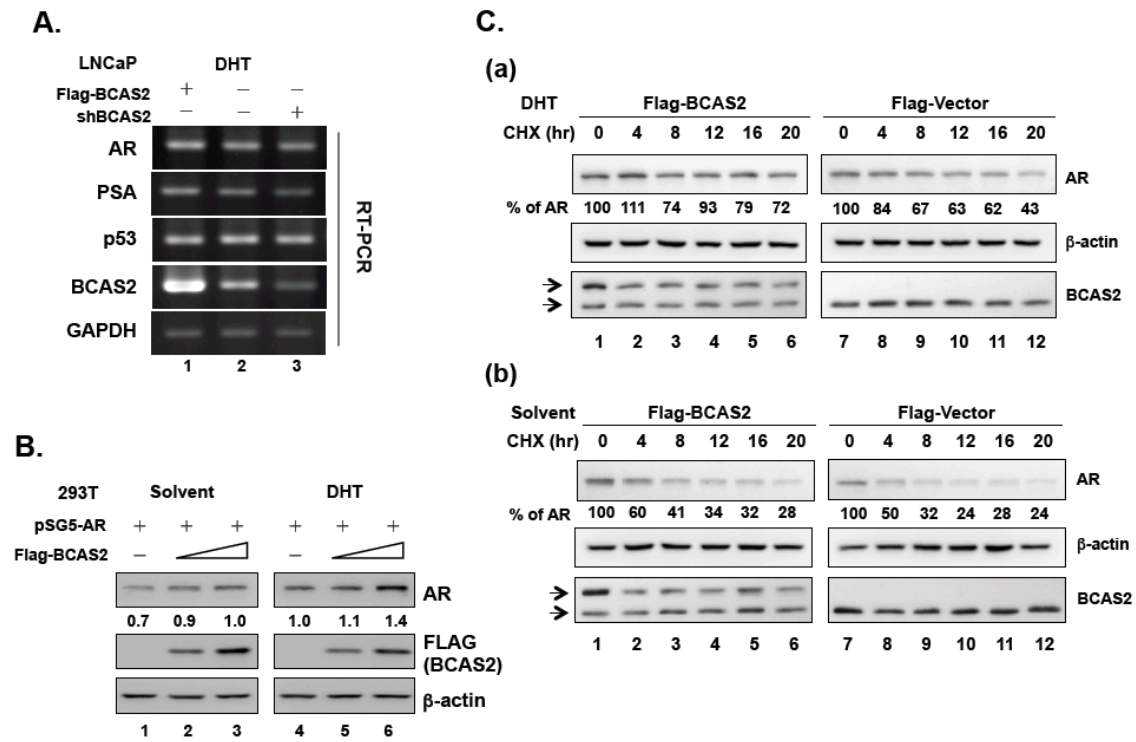 A.
LNCaP DHT
Flag-BCAS2 + − −
shBCAS2 − − +
AR
PSA
p53
BCAS2
GAPDH
RT-PCR
1 2 3
B.
293T Solvent DHT
pSG5-AR + + + + + +
Flag-BCAS2 − −
AR
0.7 0.9 1.0 1.0 1.1 1.4
FLAG
(BCAS2)
β-actin
1 2 3 4 5 6
C.
(a)
DHT Flag-BCAS2 Flag-Vector
CHX (hr) 0 4 8 12 16 20 0 4 8 12 16 20
AR
% of AR 100 111 74 93 79 72 100 84 67 63 62 43
β-actin
BCAS2
1 2 3 4 5 6 7 8 9 10 11 12
(b)
Solvent Flag-BCAS2 Flag-Vector
CHX (hr) 0 4 8 12 16 20 0 4 8 12 16 20
AR
% of AR 100 60 41 34 32 28 100 50 32 24 28 24
β-actin
BCAS2
1 2 3 4 5 6 7 8 9 10 11 12